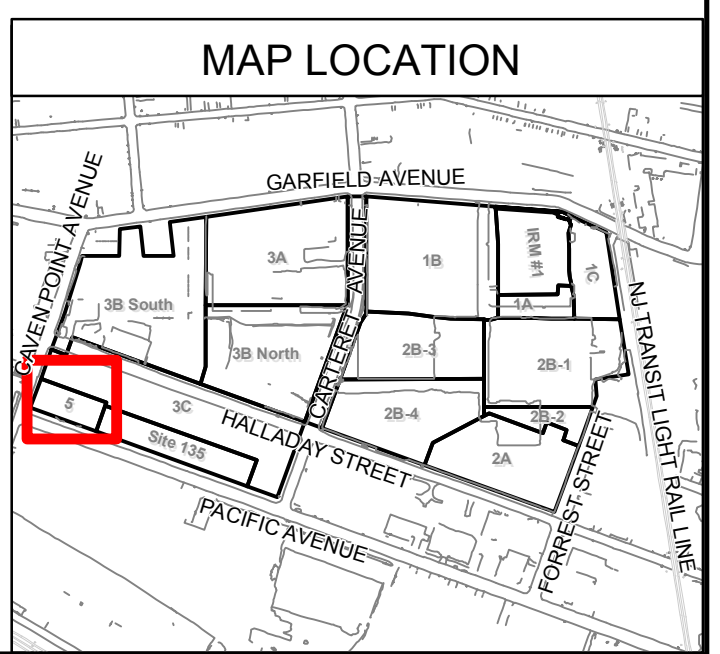 MAP LOCATION
GARFIELD AVENUE
CAVEN POINT AVENUE
CARTERET AVENUE
3A
1B
IRM #1
1C
1A
3B South
3B North
2B-3
2B-1
NJ TRANSIT LIGHT RAIL LINE
5
3C
Site 135
HALLADAY STREET
2B-4
2B-2
2A
PACIFIC AVENUE
FORREST STREET